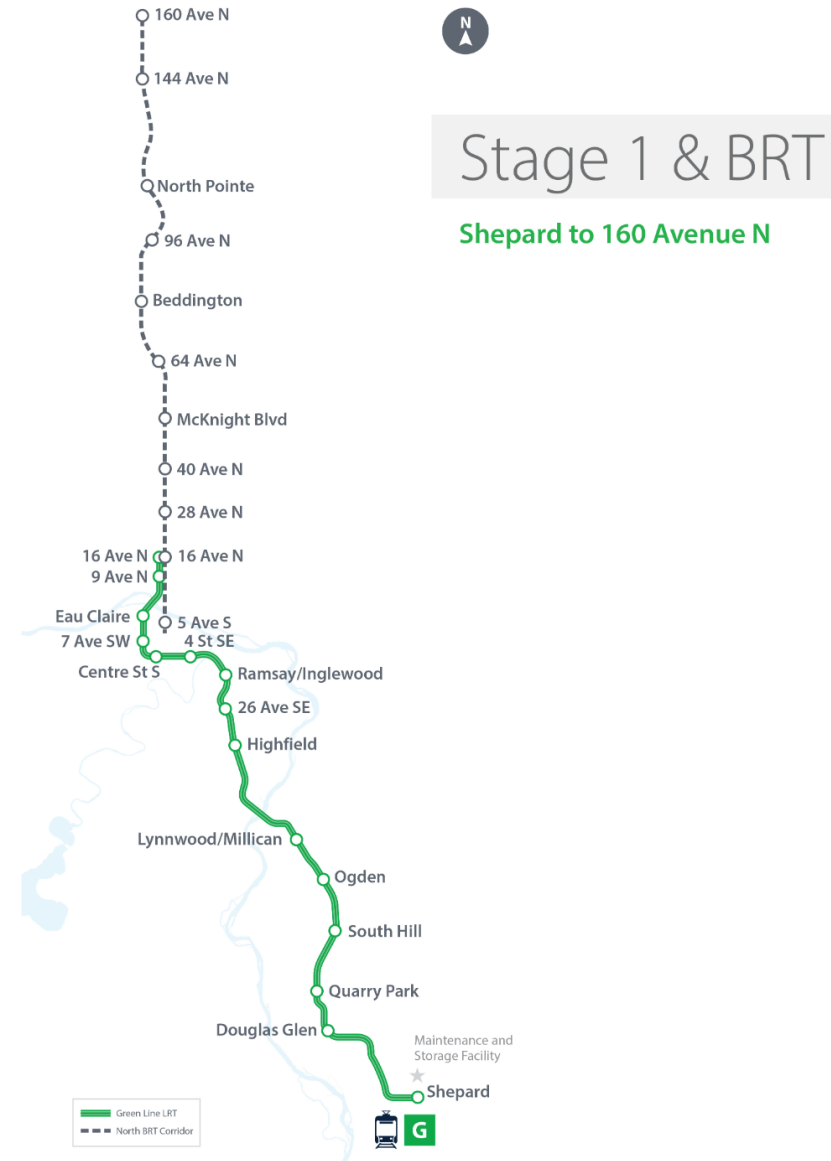 160 Ave N
N
144 Ave N
Stage 1 & BRT
North Pointe
Shepard to 160 Avenue N
96 Ave N
Beddington
64 Ave N
McKnight Blvd
40 Ave N
28 Ave N
16 Ave N
16 Ave N
9 Ave N
Eau Claire
5 Ave S
7 Ave SW
4 St SE
Centre St S
Ramsay/Inglewood
26 Ave SE
Highfield
Lynnwood/Millican
Ogden
South Hill
Quarry Park
Douglas Glen
Maintenance and
Storage Facility
Shepard
Green Line LRT
North BRT Corridor
G